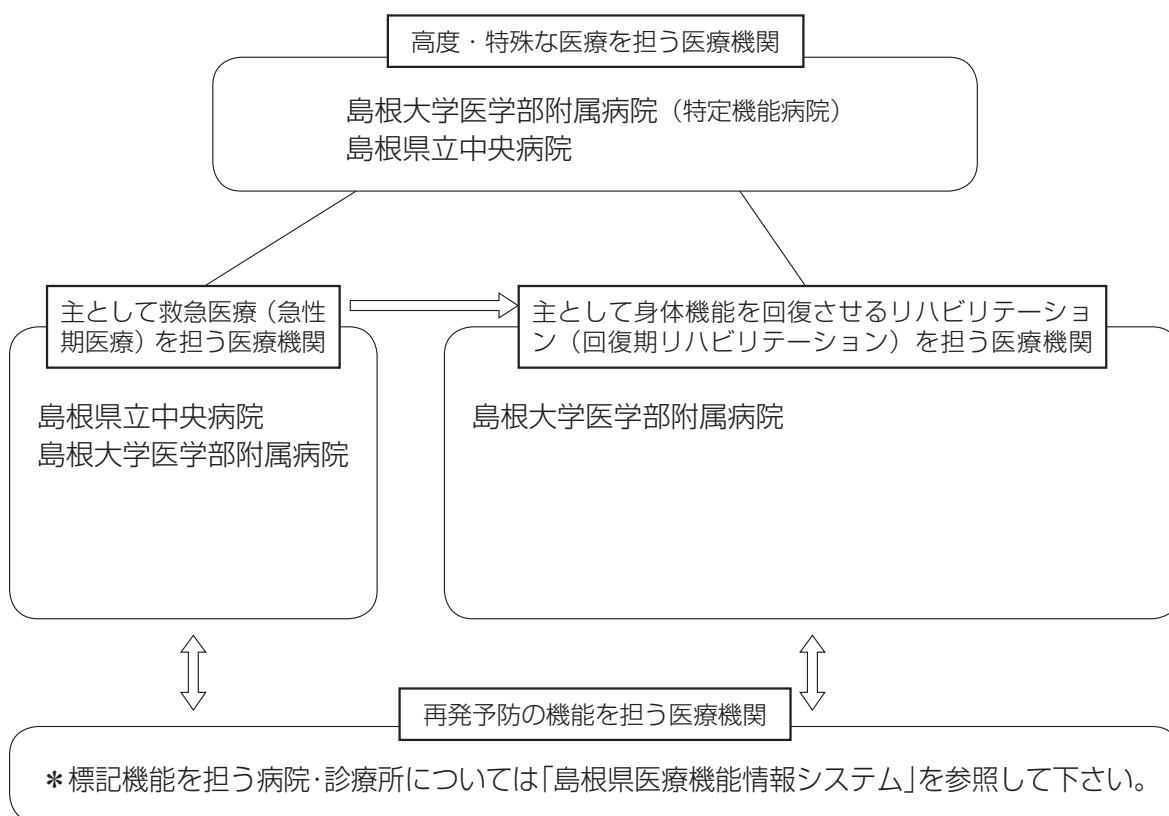 高度・特殊な医療を担う医療機関
島根大学医学部附属病院（特定機能病院）
島根県立中央病院
主として救急医療（急性
期医療）を担う医療機関
島根県立中央病院
島根大学医学部附属病院
主として身体機能を回復させるリハビリテーショ
ン（回復期リハビリテーション）を担う医療機関
島根大学医学部附属病院
再発予防の機能を担う医療機関
＊標記機能を担う病院・診療所については「島根県医療機能情報システム」を参照して下さい。